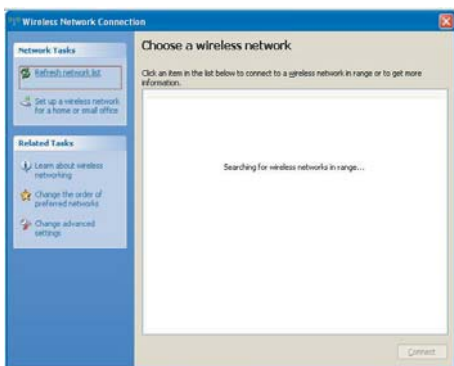 Wireless Network Connection
Network Tasks
Refresh network list
Set up a wireless network
for a home or small office
Related Tasks
Learn about wireless
networking
Change the order of
preferred networks
Change advanced
settings
Choose a wireless network
Click an item in the list below to connect to a wireless network in range or to get more
information.
Searching for wireless networks in range...
Connect